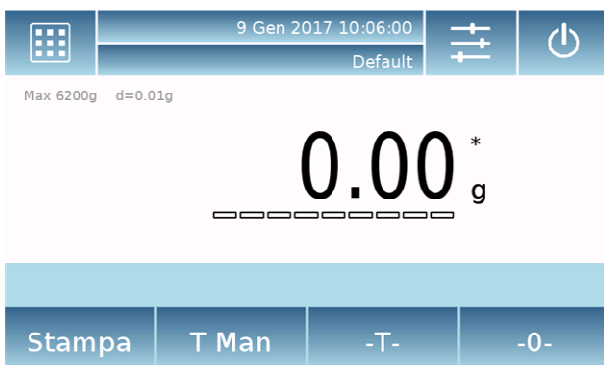 9 Gen 2017 10:06:00
Default
Max 6200g d=0.01g
0.00 * g
Stampa T Man -T- -0-